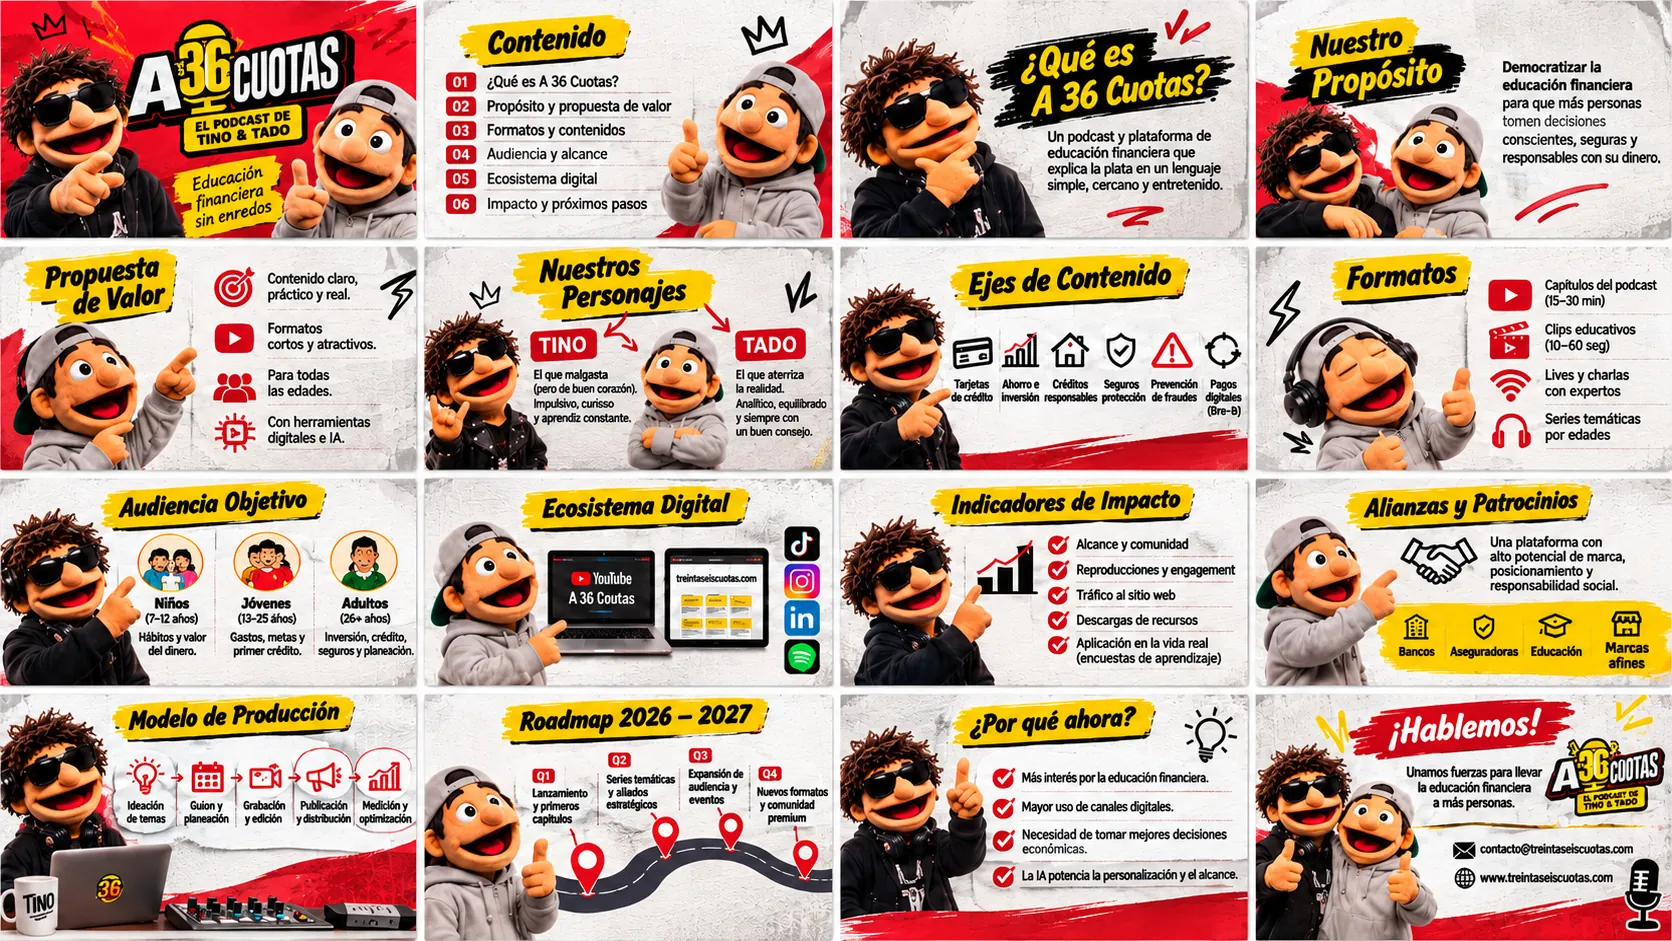 A 36 CUOTAS
EL PODCAST DE
TINO & TADO
Educación
financiera
sin enredos
Contenido
01 ¿Qué es A 36 Cuotas?
02 Propósito y propuesta de valor
03 Formatos y contenidos
04 Audiencia y alcance
05 Ecosistema digital
06 Impacto y próximos pasos
¿Qué es
A 36 Cuotas?
Un podcast y plataforma de
educación financiera que
explica la plata en un lenguaje
simple, cercano y entretenido.
Nuestro
Propósito
Democratizar la
educación financiera
para que más personas
tomen decisiones
conscientes, seguras y
responsables con su dinero.
Propuesta
de Valor
Contenido claro,
práctico y real.
Formatos
cortos y atractivos.
Para todas
las edades.
Con herramientas
digitales e IA.
Nuestros
Personajes
TINO
El que malgasta
(pero de buen corazón).
Impulsivo, curisso
y aprendiz constante.
TADO
El que aterriza
la realidad.
Analítico, equilibrado
y siempre con
un buen consejo.
Ejes de Contenido
Tarjetas
de crédito
Ahorro e
inversión
Créditos
responsables
Seguros
protección
Prevención
de fraudes
Pagos
digitales
(Bre-B)
Formatos
Capítulos del podcast
(15-30 min)
Clips educativos
(10-60 seg)
Lives y charlas
con expertos
Series temáticas
por edades
Audiencia Objetivo
Niños
(7-12 años)
Hábitos y valor
del dinero.
Jóvenes
(13-25 años)
Gastos, metas y
primer crédito.
Adultos
(26+ años)
Inversión, crédito,
seguros y planeación.
Ecosistema Digital
YouTube
A 36 Coutas
treintaseiscuotas.com
Indicadores de Impacto
Alcance y comunidad
Reproducciones y engagement
Tráfico al sitio web
Descargas de recursos
Aplicación en la vida real
(encuestas de aprendizaje)
Alianzas y Patrocinios
Una plataforma con
alto potencial de marca,
posicionamiento y
responsabilidad social.
Bancos
Aseguradoras
Educación
Marcas
afines
Modelo de Producción
Ideación
de temas
Guion y
planeación
Grabación
y edición
Publicación
y distribución
Medición y
optimización
TINO
36
Roadmap 2026 – 2027
Q1
Lanzamiento
y primeros
capítulos
Q2
Series temáticas
y aliados
estratégicos
Q3
Expansión de
audiencia y
eventos
Q4
Nuevos formatos
y comunidad
premium
¿Por qué ahora?
Más interés por la educación financiera.
Mayor uso de canales digitales.
Necesidad de tomar mejores decisiones
económicas.
La IA potencia la personalización y el alcance.
¡Hablemos!
Unamos fuerzas para llevar
la educación financiera
a más personas.
A 36 CUOTAS
EL PODCAST DE
TINO & TADO
contacto@treintaseiscuotas.com
www.treintaseiscuotas.com